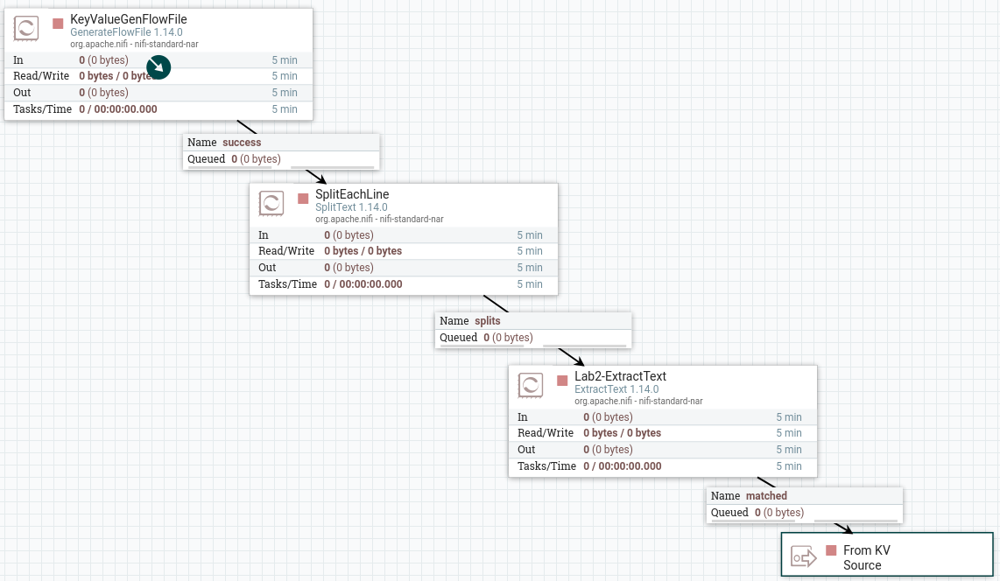 KeyValueGenFlowFile
GenerateFlowFile 1.14.0
org.apache.nifi - nifi-standard-nar
In 0 (0 bytes) 5 min
Read/Write 0 bytes / 0 bytes 5 min
Out 0 (0 bytes) 5 min
Tasks/Time 0 / 00:00:00.000 5 min
Name success
Queued 0 (0 bytes)
SplitEachLine
SplitText 1.14.0
org.apache.nifi - nifi-standard-nar
In 0 (0 bytes) 5 min
Read/Write 0 bytes / 0 bytes 5 min
Out 0 (0 bytes) 5 min
Tasks/Time 0 / 00:00:00.000 5 min
Name splits
Queued 0 (0 bytes)
Lab2-ExtractText
ExtractText 1.14.0
org.apache.nifi - nifi-standard-nar
In 0 (0 bytes) 5 min
Read/Write 0 bytes / 0 bytes 5 min
Out 0 (0 bytes) 5 min
Tasks/Time 0 / 00:00:00.000 5 min
Name matched
Queued 0 (0 bytes)
From KV
Source